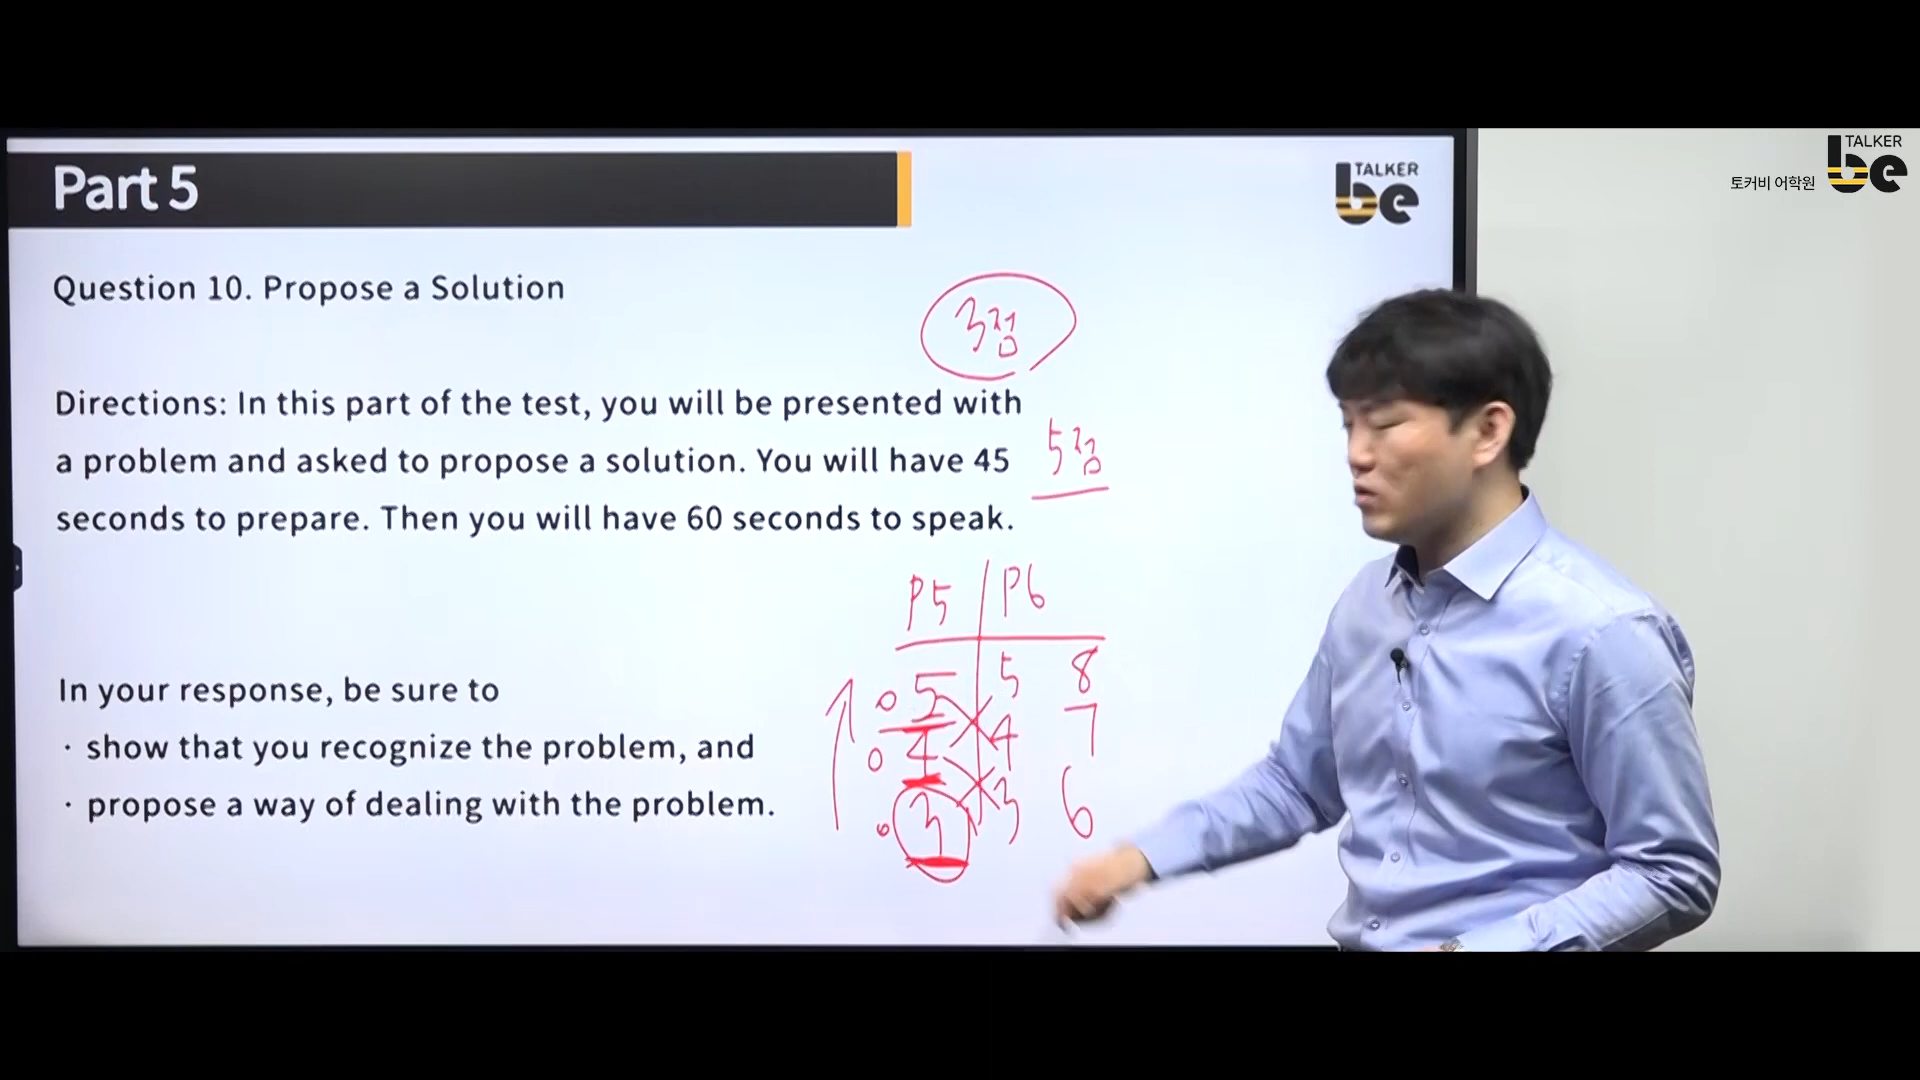 Part 5
TALKER
be
토커비 어학원
TALKER
be
Question 10. Propose a Solution
3점
Directions: In this part of the test, you will be presented with
a problem and asked to propose a solution. You will have 45
seconds to prepare. Then you will have 60 seconds to speak.
5점
P5 P6
5 5 8
4 4 7
3 3 6
In your response, be sure to
· show that you recognize the problem, and
· propose a way of dealing with the problem.